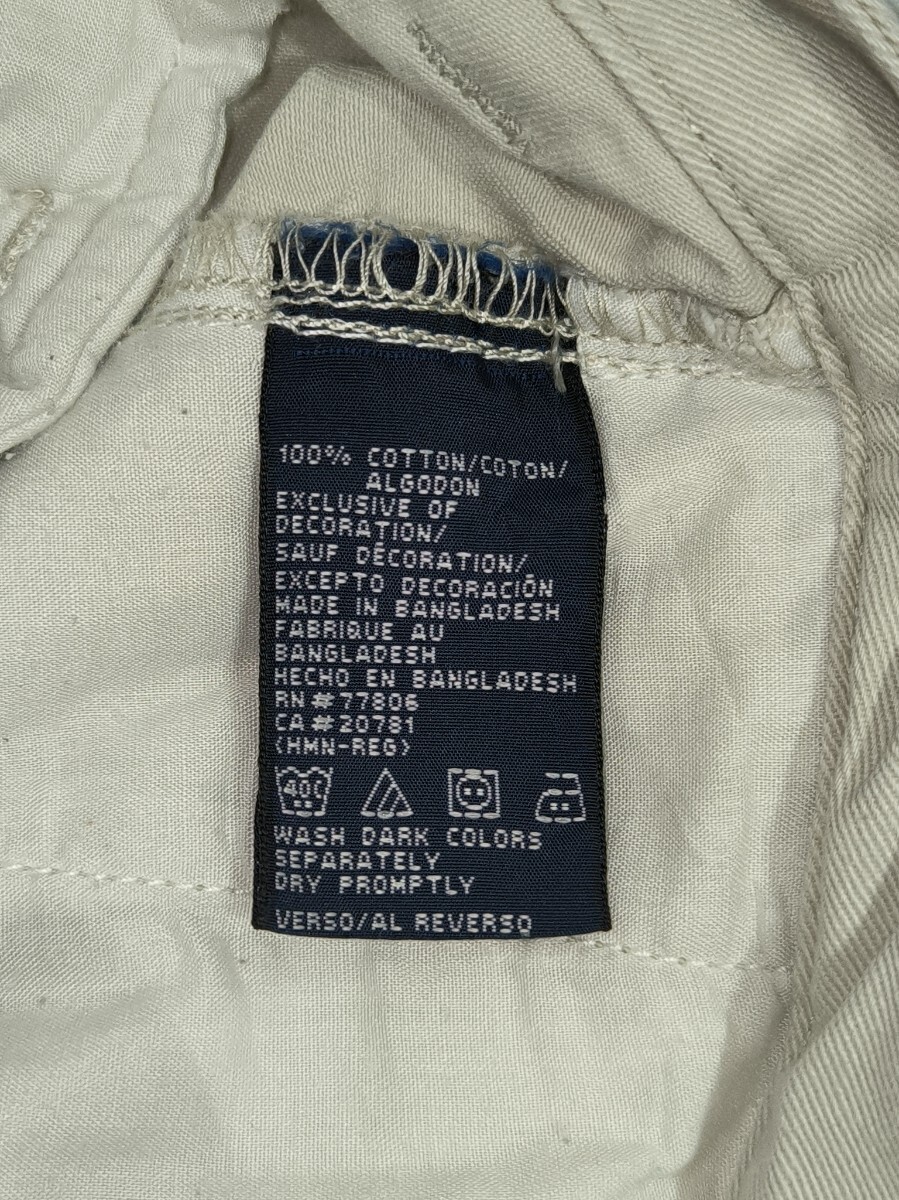 100% COTTON/COTON/
ALGODON
EXCLUSIVE OF
DECORATION/
SAUF DÉCORATION/
EXCEPTO DECORACIÓN
MADE IN BANGLADESH
FABRIQUE AU
BANGLADESH
HECHO EN BANGLADESH
RN#77806
CA#20781
(HMN-REG)
40C
WASH DARK COLORS
SEPARATELY
DRY PROMPTLY
VERSO/AL REVERSO